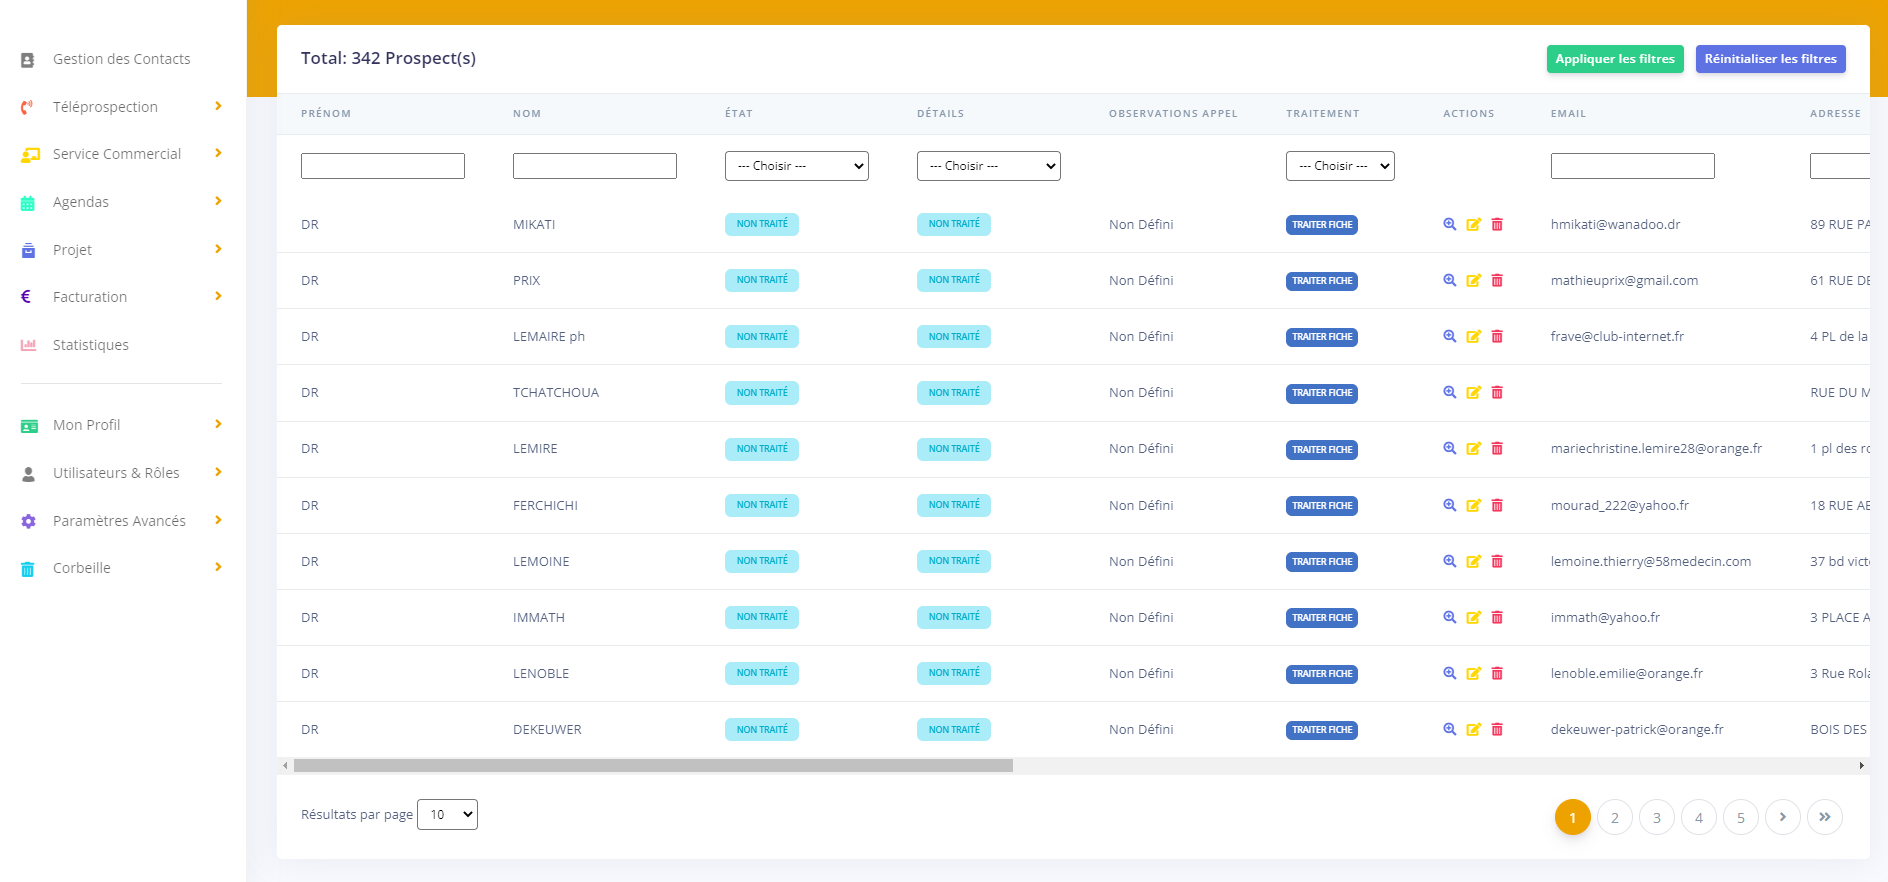 Gestion des Contacts
Téléprospection
Service Commercial
Agendas
Projet
Facturation
Statistiques
Mon Profil
Utilisateurs & Rôles
Paramètres Avancés
Corbeille
Total: 342 Prospect(s)
Appliquer les filtres Réinitialiser les filtres
PRÉNOM NOM ÉTAT DÉTAILS OBSERVATIONS APPEL TRAITEMENT ACTIONS EMAIL ADRESSE
--- Choisir --- --- Choisir --- --- Choisir ---
DR MIKATI NON TRAITÉ NON TRAITÉ Non Défini TRAITER FICHE hmikati@wanadoo.dr 89 RUE PA
DR PRIX NON TRAITÉ NON TRAITÉ Non Défini TRAITER FICHE mathieuprix@gmail.com 61 RUE DE
DR LEMAIRE ph NON TRAITÉ NON TRAITÉ Non Défini TRAITER FICHE frave@club-internet.fr 4 PL de la
DR TCHATCHOUA NON TRAITÉ NON TRAITÉ Non Défini TRAITER FICHE RUE DU M
DR LEMIRE NON TRAITÉ NON TRAITÉ Non Défini TRAITER FICHE mariechristine.lemire28@orange.fr 1 pl des ro
DR FERCHICHI NON TRAITÉ NON TRAITÉ Non Défini TRAITER FICHE mourad_222@yahoo.fr 18 RUE AE
DR LEMOINE NON TRAITÉ NON TRAITÉ Non Défini TRAITER FICHE lemoine.thierry@58medecin.com 37 bd victo
DR IMMATH NON TRAITÉ NON TRAITÉ Non Défini TRAITER FICHE immath@yahoo.fr 3 PLACE A
DR LENOBLE NON TRAITÉ NON TRAITÉ Non Défini TRAITER FICHE lenoble.emilie@orange.fr 3 Rue Rola
DR DEKEUWER NON TRAITÉ NON TRAITÉ Non Défini TRAITER FICHE dekeuwer-patrick@orange.fr BOIS DES
Résultats par page 10
1 2 3 4 5